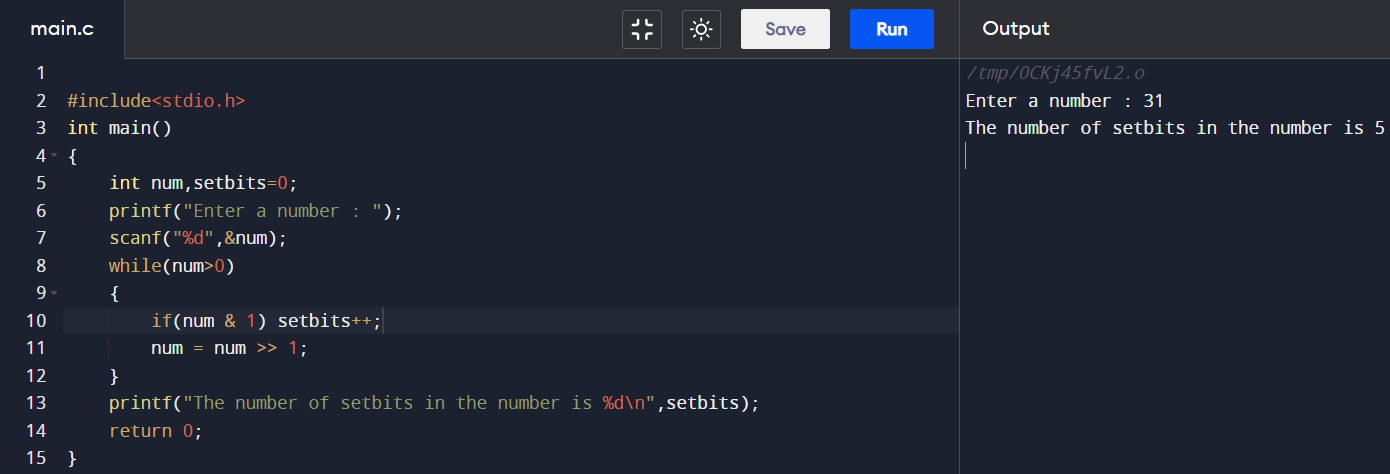 main.c
Save
Run
Output
1
2 #include<stdio.h>
3 int main()
4 {
5     int num,setbits=0;
6     printf("Enter a number : ");
7     scanf("%d",&num);
8     while(num>0)
9     {
10         if(num & 1) setbits++;
11         num = num >> 1;
12     }
13     printf("The number of setbits in the number is %d\n",setbits);
14     return 0;
15 }
/tmp/OCKj45fvL2.o
Enter a number : 31
The number of setbits in the number is 5